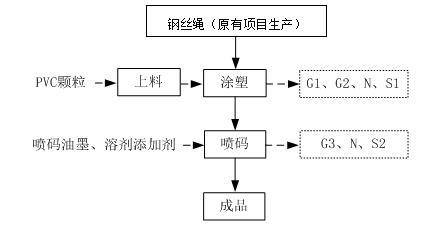 钢丝绳（原有项目生产）
PVC颗粒
上料
涂塑
G1、G2、N、S1
喷码油墨、溶剂添加剂
喷码
G3、N、S2
成品